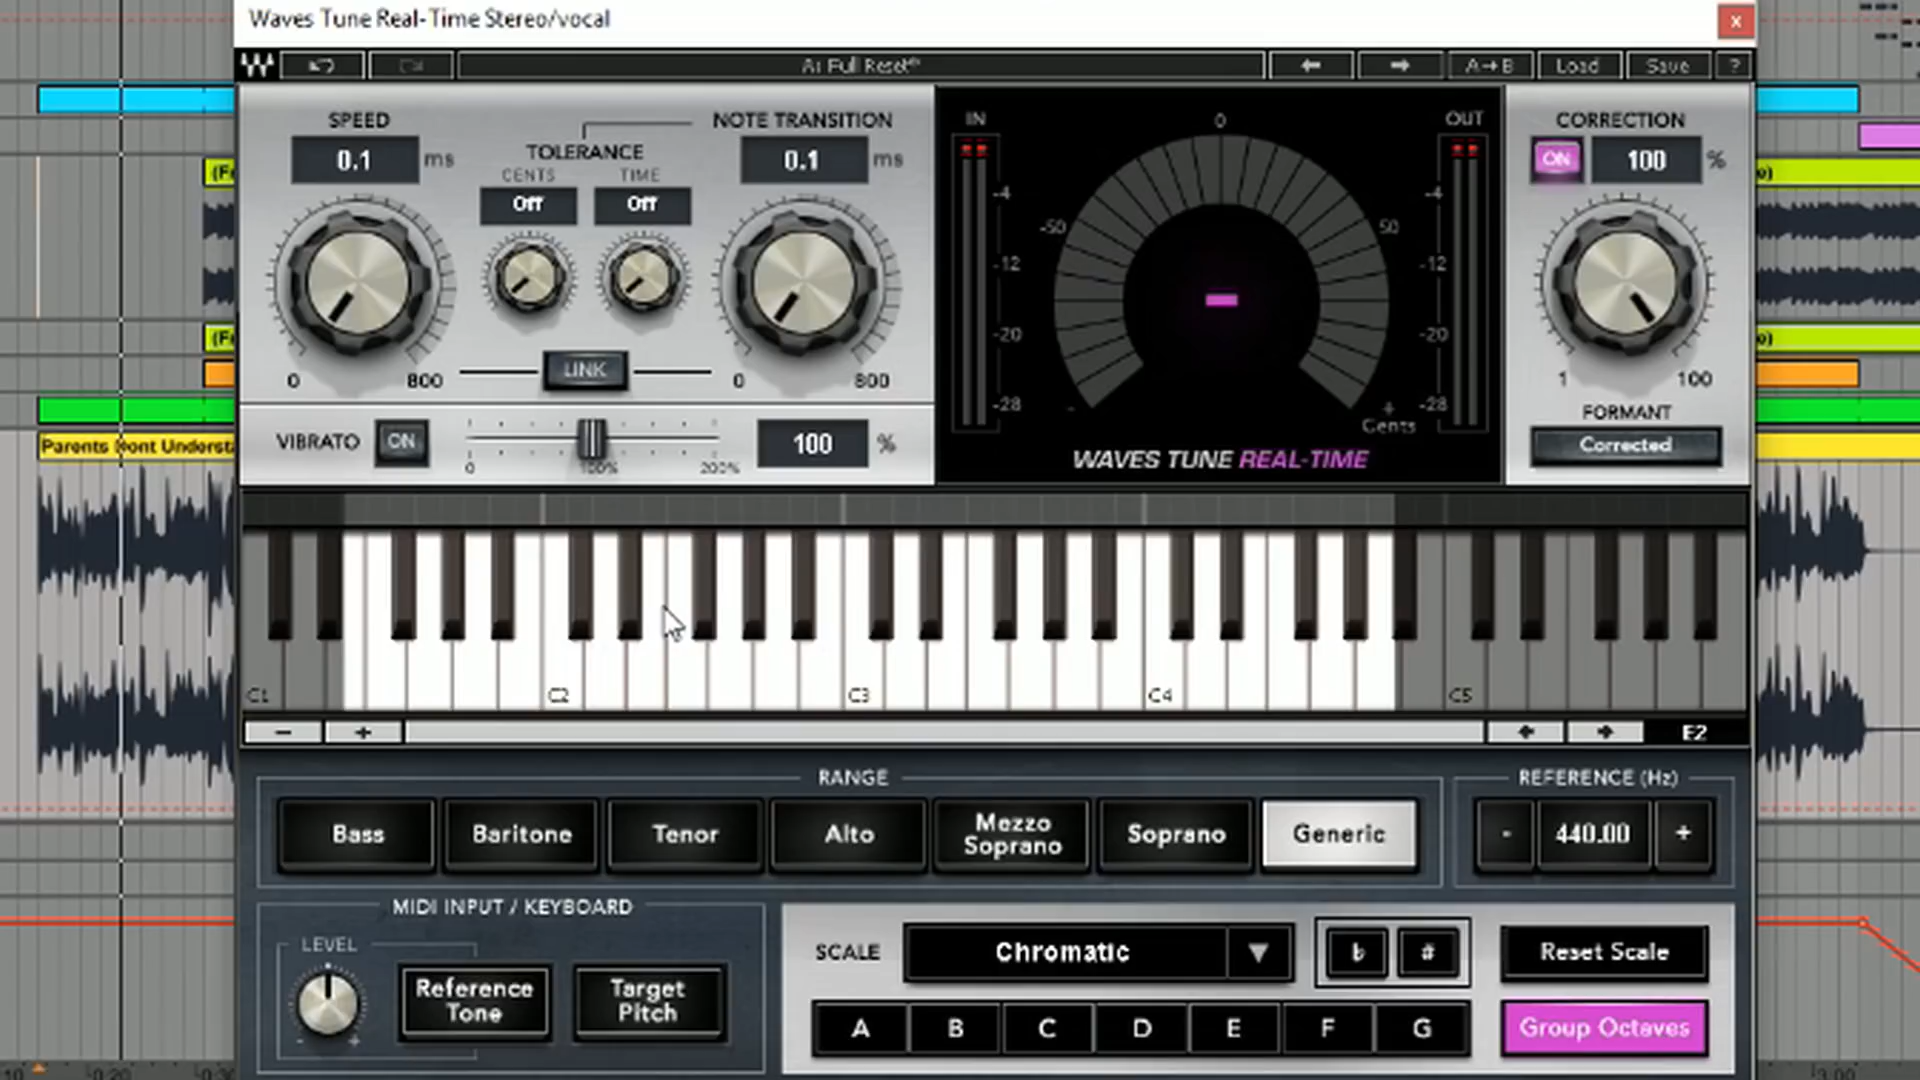 Waves Tune Real-Time Stereo/vocal
x
A: Full Reset*
A→B
Load
Save
?
SPEED
0.1 ms
0
800
TOLERANCE
CENTS
Off
TIME
Off
LINK
NOTE TRANSITION
0.1 ms
0
800
VIBRATO
ON
0
100%
200%
100 %
IN
OUT
0
-50
50
-4
-12
-20
-28
-4
-12
-20
-28
-
+
Cents
WAVES TUNE REAL-TIME
CORRECTION
ON
100 %
1
100
FORMANT
Corrected
Parents Dont Understa
C1
C2
C3
C4
C5
-
+
E2
RANGE
Bass
Baritone
Tenor
Alto
Mezzo
Soprano
Soprano
Generic
REFERENCE (Hz)
-
440.00
+
MIDI INPUT / KEYBOARD
LEVEL
-
+
Reference
Tone
Target
Pitch
SCALE
Chromatic
b
#
Reset Scale
A
B
C
D
E
F
G
Group Octaves
0:20
3:00